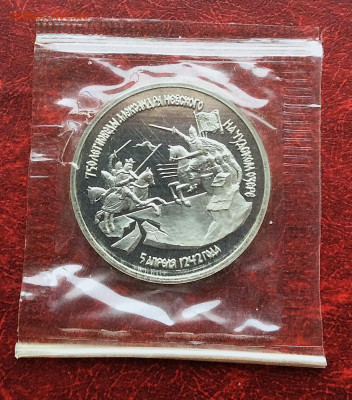 750 ЛЕТ ПОБЕДЫ АЛЕКСАНДРА НЕВСКОГО НА ЧУДСКОМ ОЗЕРЕ
5 АПРЕЛЯ 1242 ГОДА